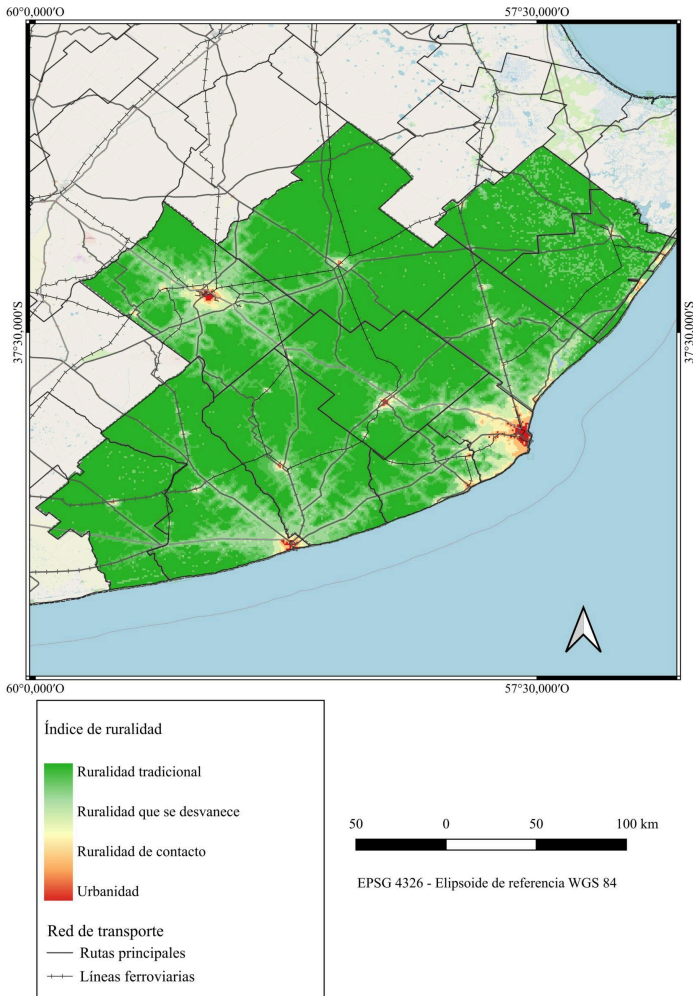 60°0,000'O 57°30,000'O
37°30,000'S 37°30,000'S
60°0,000'O 57°30,000'O
Índice de ruralidad
Ruralidad tradicional
Ruralidad que se desvanece
Ruralidad de contacto
Urbanidad
Red de transporte
Rutas principales
Líneas ferroviarias
50 0 50 100 km
EPSG 4326 - Elipsoide de referencia WGS 84